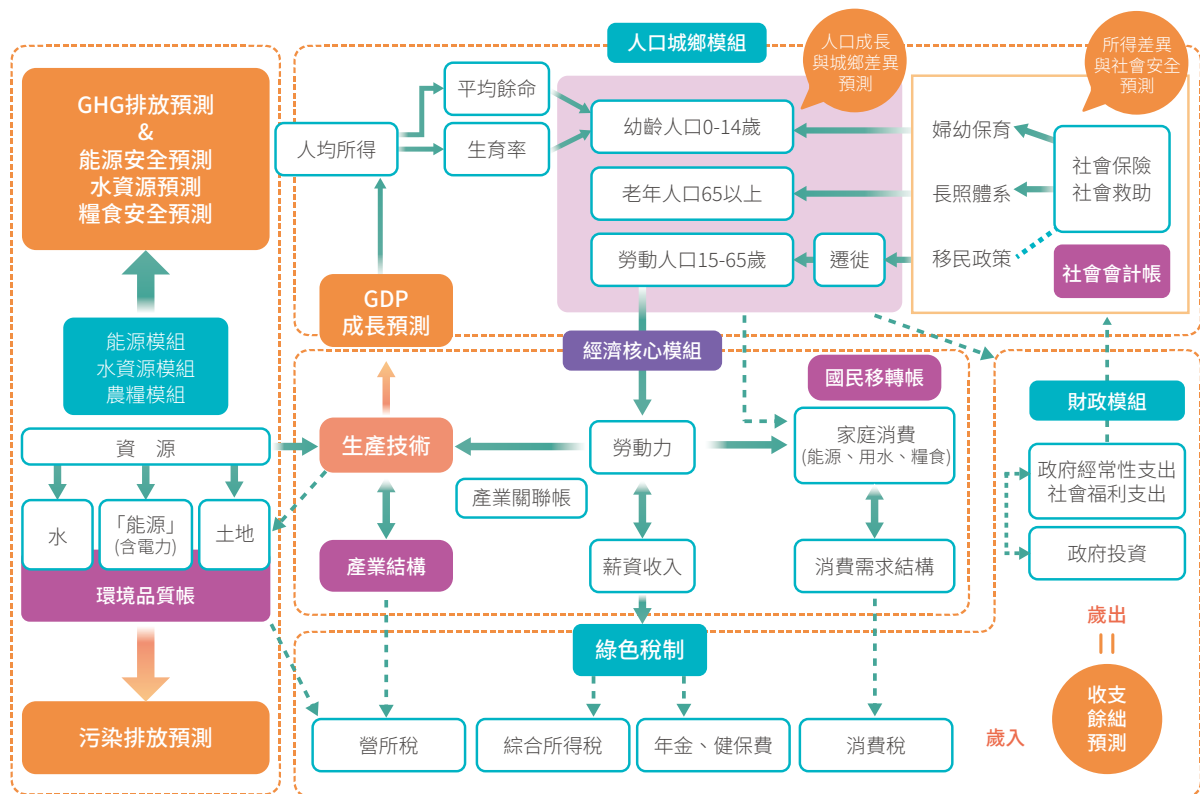 人口城鄉模組
人口成長
與城鄉差異
預測
所得差異
與社會安全
預測
GHG排放預測
&
能源安全預測
水資源預測
糧食安全預測
人均所得
平均餘命
生育率
幼齡人口0-14歲
老年人口65以上
勞動人口15-65歲
遷徙
婦幼保育
長照體系
移民政策
社會保險
社會救助
社會會計帳
GDP
成長預測
能源模組
水資源模組
農糧模組
經濟核心模組
國民移轉帳
財政模組
資 源
生產技術
勞動力
家庭消費
(能源、用水、糧食)
政府經常性支出
社會福利支出
產業關聯帳
水
「能源」
(含電力)
土地
環境品質帳
產業結構
薪資收入
消費需求結構
政府投資
歲出
綠色稅制
收支
餘絀
預測
污染排放預測
營所稅
綜合所得稅
年金、健保費
消費稅
歲入